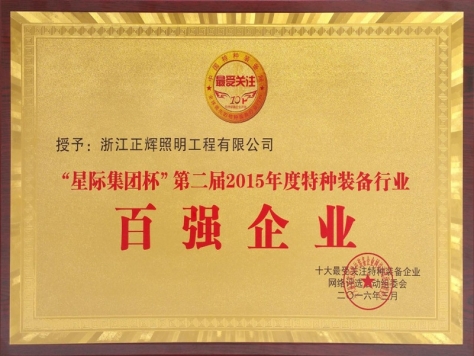 最受关注
授予：浙江正辉照明工程有限公司
“星际集团杯”第二届2015年度特种装备行业
百强企业
十大最受关注特种装备企业
网络评选活动组委会
二〇一六年三月